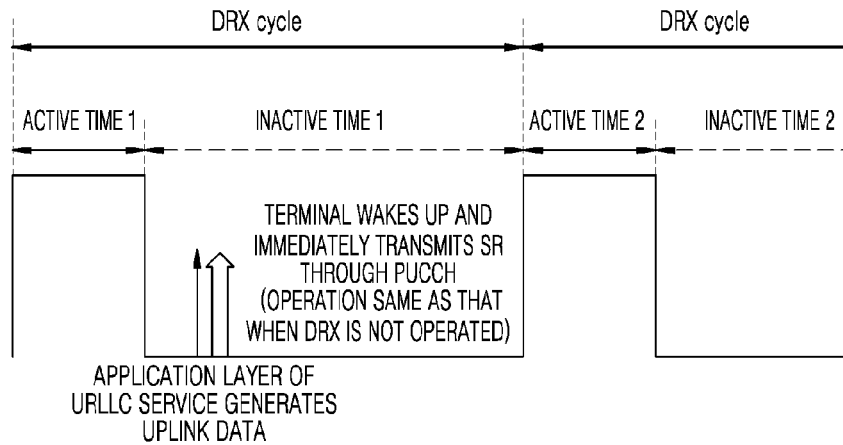 DRX cycle
DRX cycle
ACTIVE TIME 1
INACTIVE TIME 1
ACTIVE TIME 2
INACTIVE TIME 2
TERMINAL WAKES UP AND
IMMEDIATELY TRANSMITS SR
THROUGH PUCCH
(OPERATION SAME AS THAT
WHEN DRX IS NOT OPERATED)
APPLICATION LAYER OF
URLLC SERVICE GENERATES
UPLINK DATA